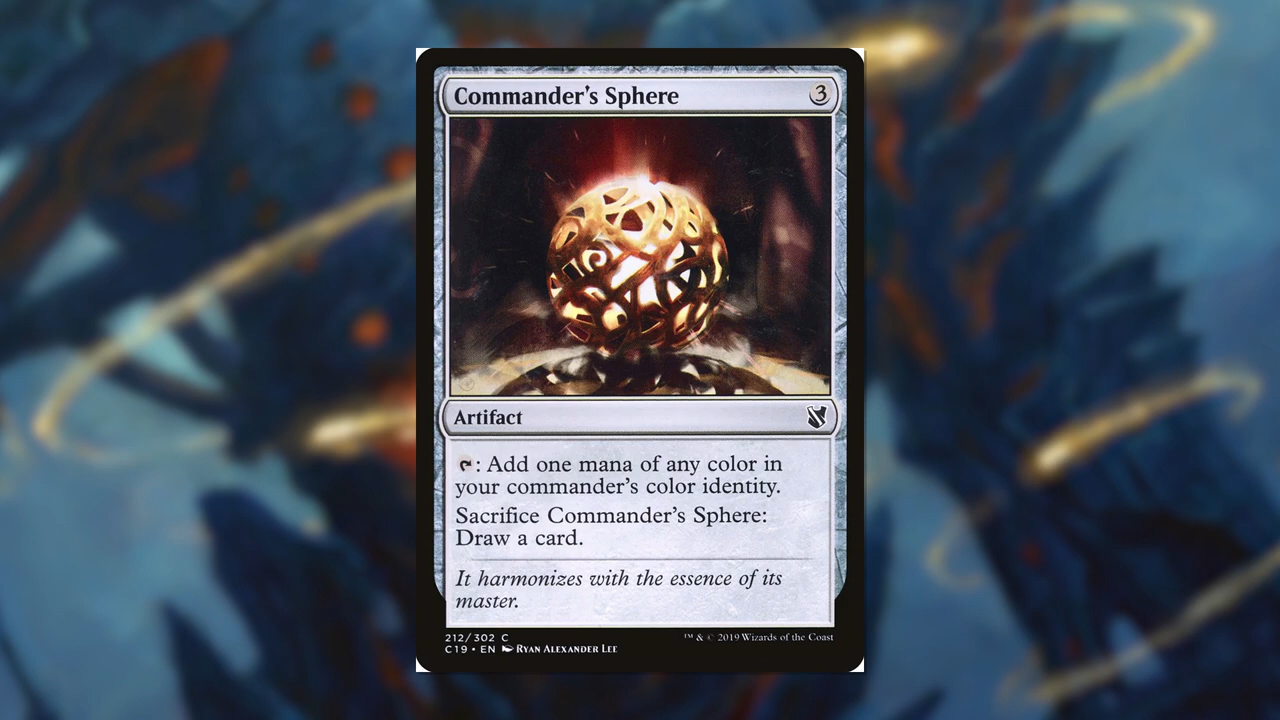 Commander's Sphere 3
Artifact
: Add one mana of any color in
your commander's color identity.
Sacrifice Commander's Sphere:
Draw a card.
It harmonizes with the essence of its
master.
212/302 C
™ & © 2019 Wizards of the Coast
C19 • EN Ryan Alexander Lee